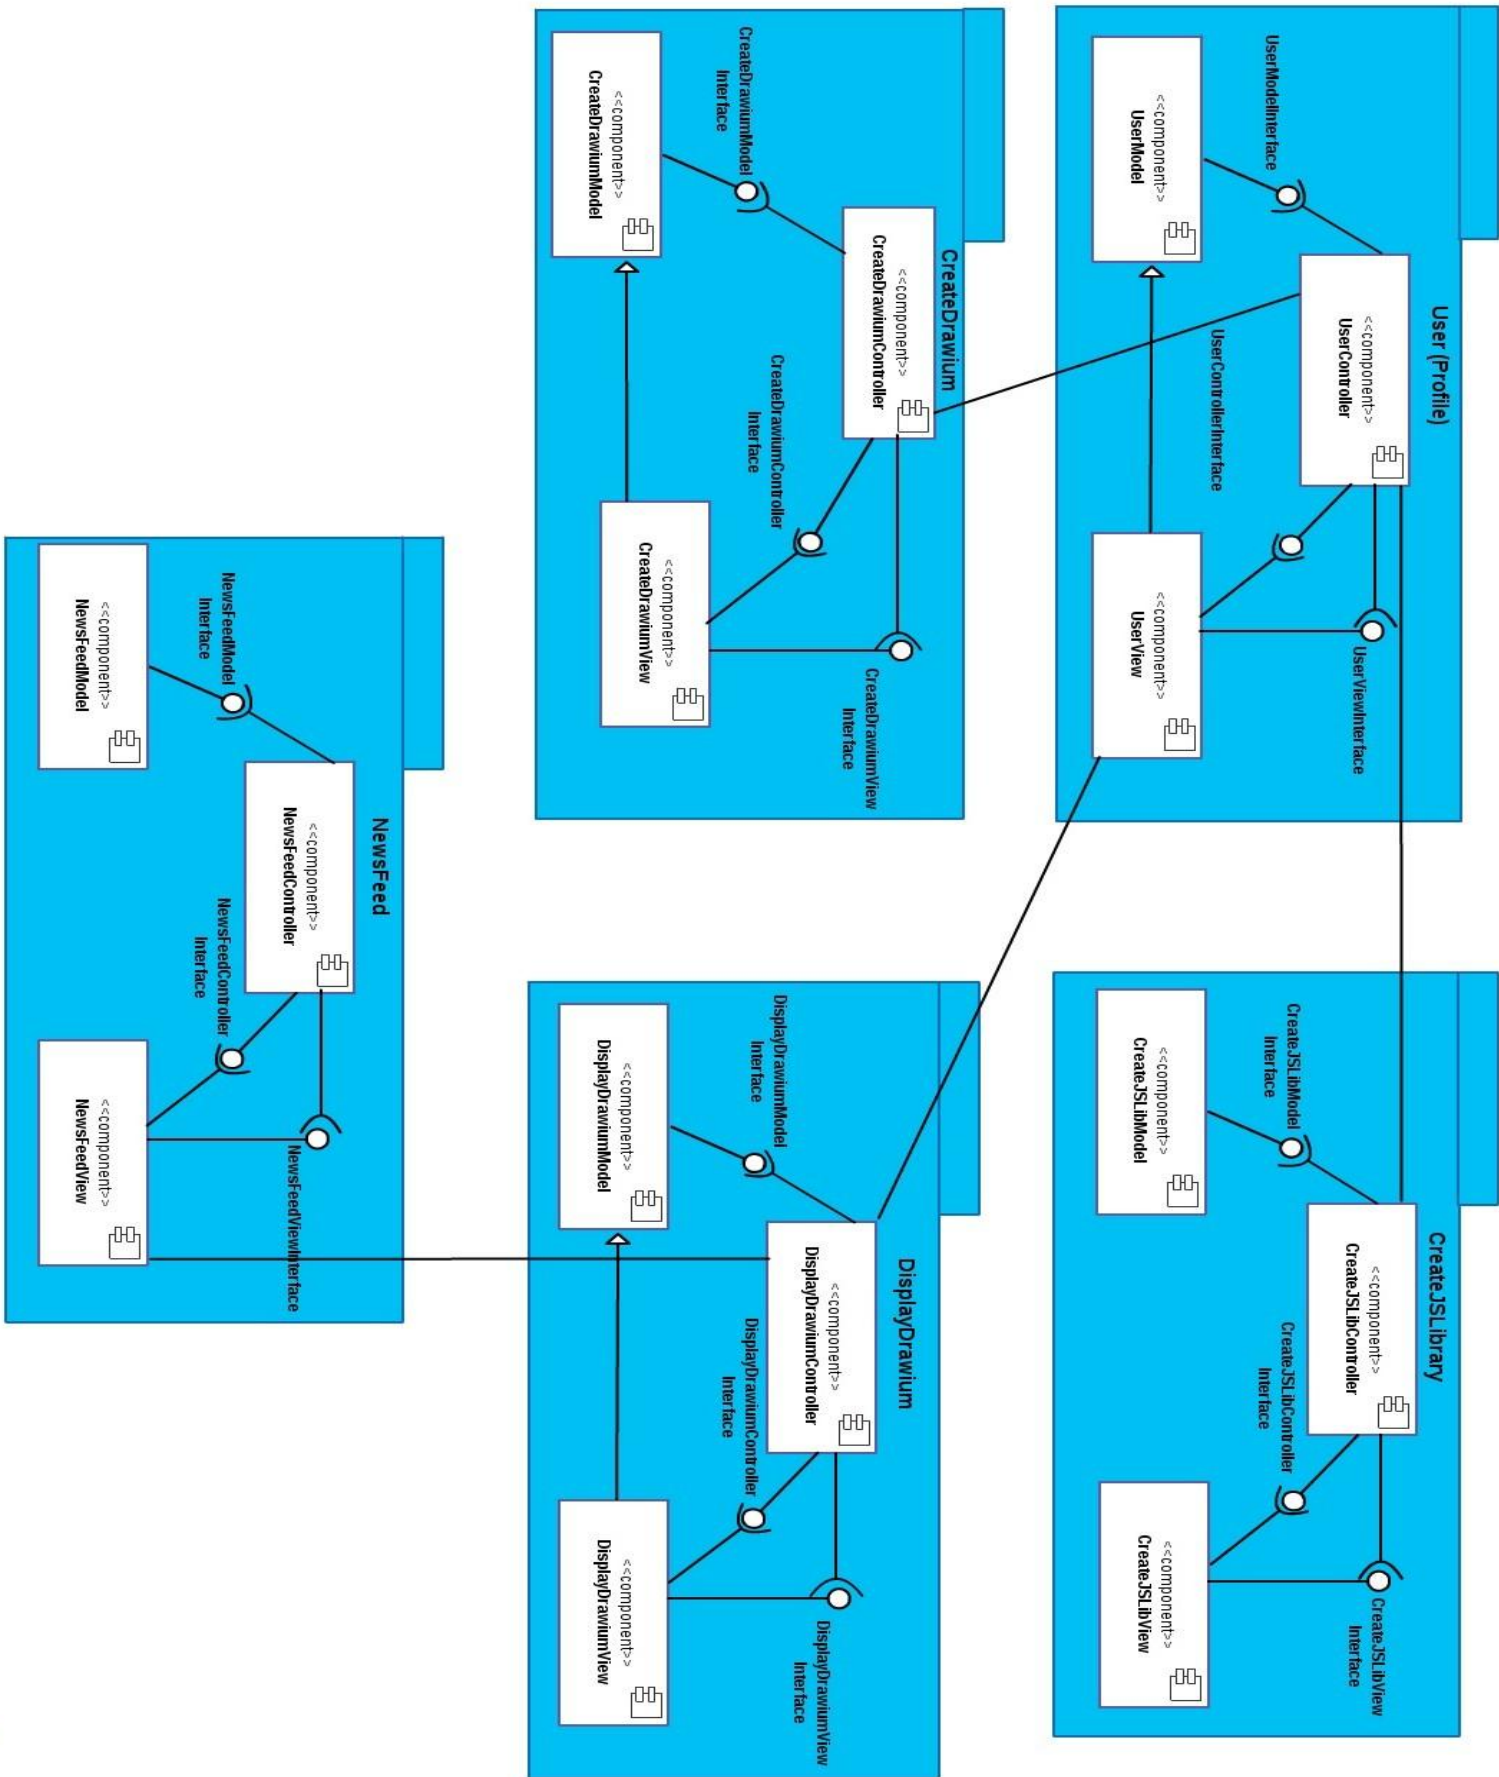 User (Profile)
<<component>>
UserModel
UserModelInterface
<<component>>
UserController
UserControllerInterface
<<component>>
UserView
UserViewInterface
CreateJSLibrary
<<component>>
CreateJSLibModel
CreateJSLibModel
Interface
<<component>>
CreateJSLibController
CreateJSLibController
Interface
<<component>>
CreateJSLibView
CreateJSLibView
Interface
CreateDrawium
<<component>>
CreateDrawiumModel
CreateDrawiumModel
Interface
<<component>>
CreateDrawiumController
CreateDrawiumController
Interface
<<component>>
CreateDrawiumView
CreateDrawiumView
Interface
DisplayDrawium
<<component>>
DisplayDrawiumModel
DisplayDrawiumModel
Interface
<<component>>
DisplayDrawiumController
DisplayDrawiumController
Interface
<<component>>
DisplayDrawiumView
DisplayDrawiumView
Interface
NewsFeed
<<component>>
NewsFeedModel
NewsFeedModel
Interface
<<component>>
NewsFeedController
NewsFeedController
Interface
<<component>>
NewsFeedView
NewsFeedViewInterface